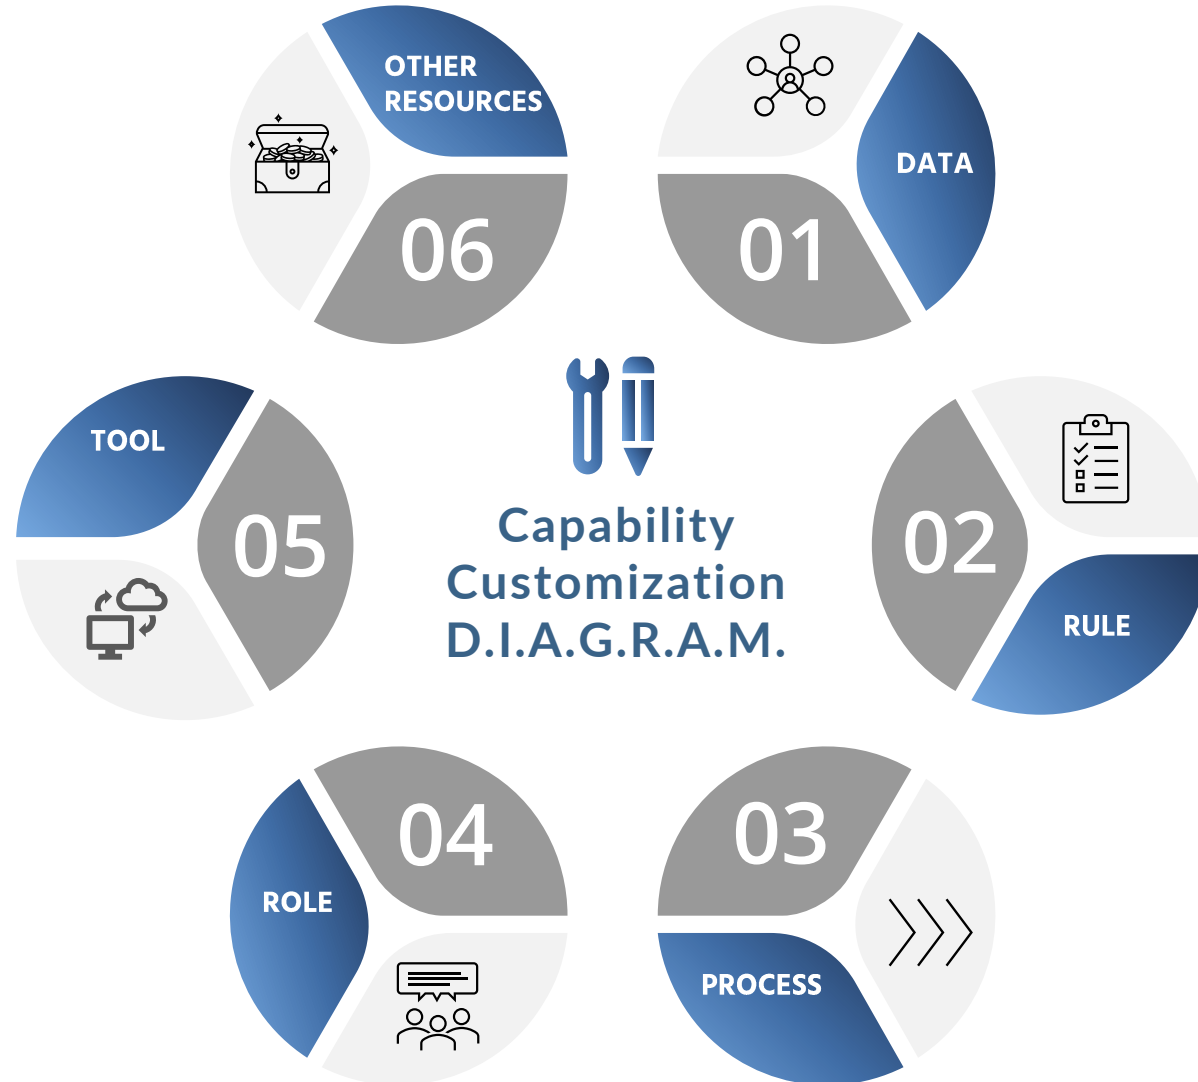 OTHER
RESOURCES
06
DATA
01
TOOL
05
Capability
Customization
D.I.A.G.R.A.M.
02
RULE
04
ROLE
03
PROCESS